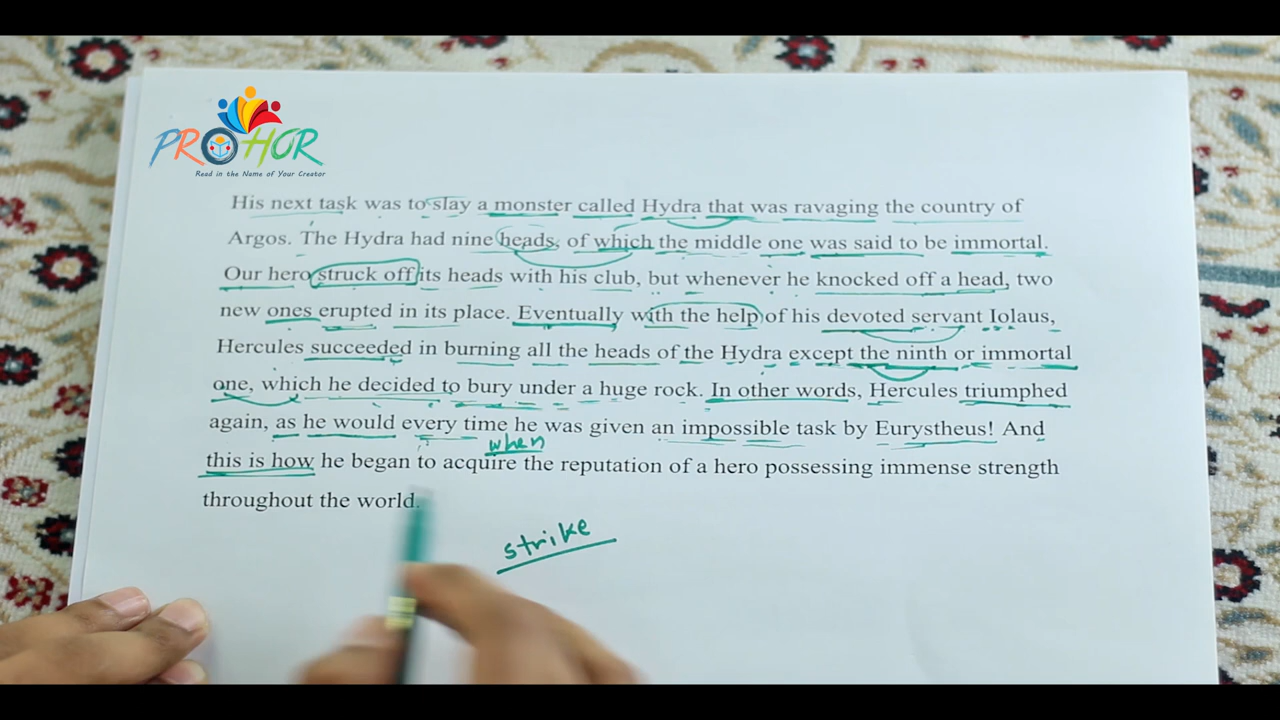 PROHOR
Read in the Name of Your Creator
His next task was to slay a monster called Hydra that was ravaging the country of
Argos. The Hydra had nine heads, of which the middle one was said to be immortal.
Our hero struck off its heads with his club, but whenever he knocked off a head, two
new ones erupted in its place. Eventually with the help of his devoted servant Iolaus,
Hercules succeeded in burning all the heads of the Hydra except the ninth or immortal
one, which he decided to bury under a huge rock. In other words, Hercules triumphed
again, as he would every time he was given an impossible task by Eurystheus! And
when
this is how he began to acquire the reputation of a hero possessing immense strength
throughout the world.
strike